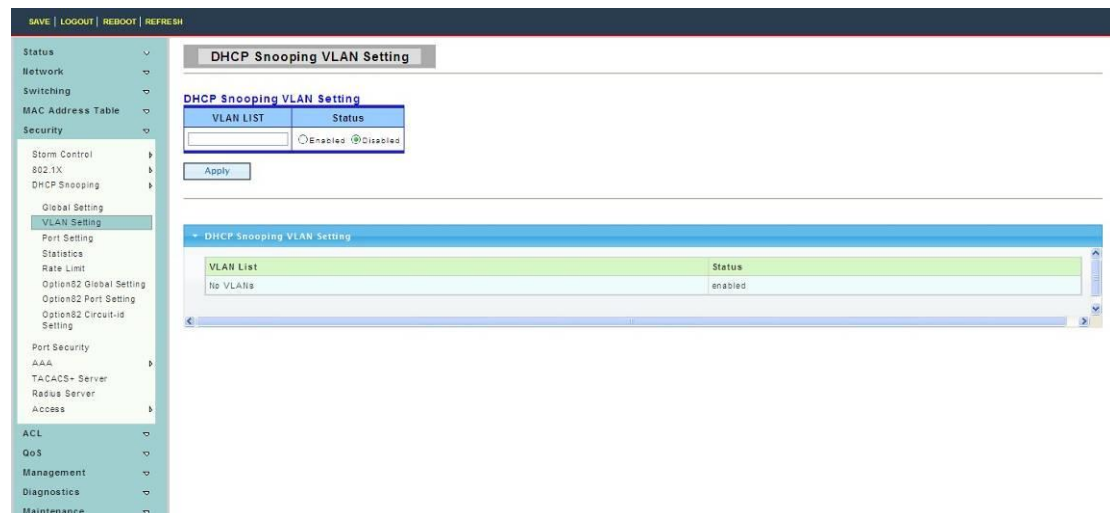 SAVE | LOGOUT | REBOOT | REFRESH
Status
Network
Switching
MAC Address Table
Security
Storm Control
802.1X
DHCP Snooping
Global Setting
VLAN Setting
Port Setting
Statistics
Rate Limit
Option82 Global Setting
Option82 Port Setting
Option82 Circuit-id
Setting
Port Security
AAA
TACACS+ Server
Radius Server
Access
ACL
QoS
Management
Diagnostics
Maintenance
DHCP Snooping VLAN Setting
DHCP Snooping VLAN Setting
VLAN LIST Status
Enabled Disabled
Apply
DHCP Snooping VLAN Setting
VLAN List Status
No VLANs enabled